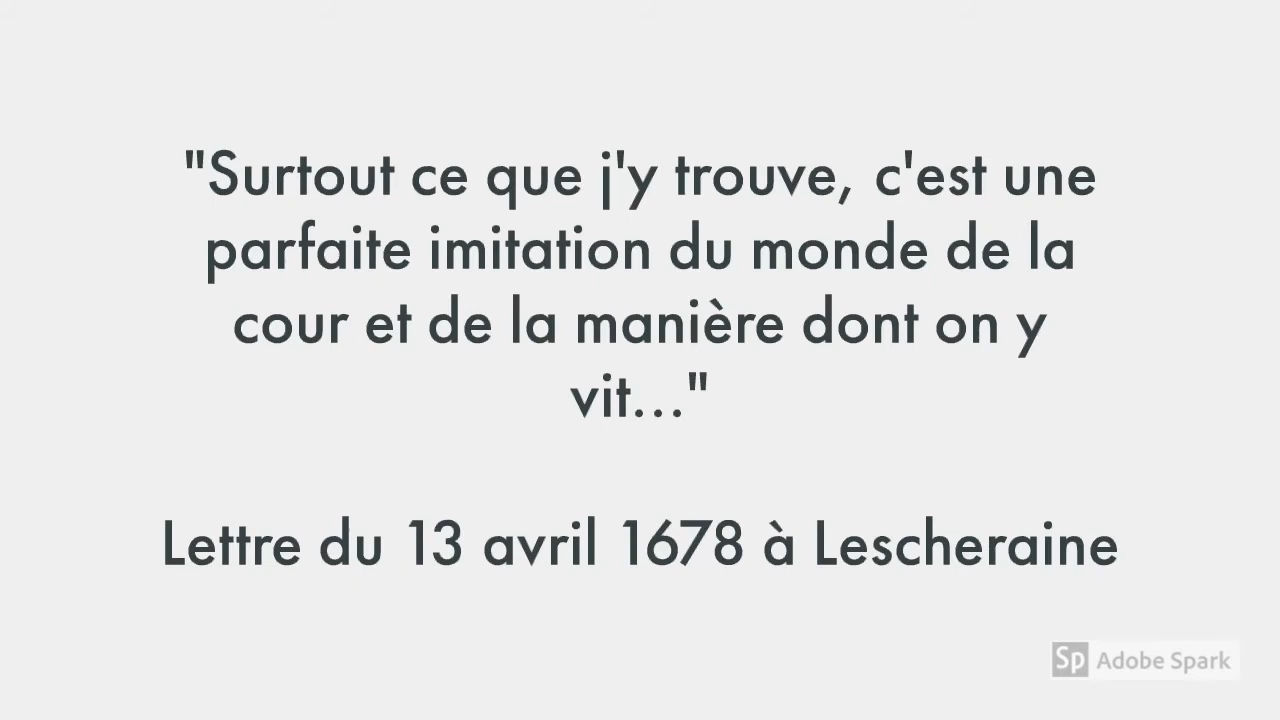 "Surtout ce que j'y trouve, c'est une
parfaite imitation du monde de la
cour et de la manière dont on y
vit..."
Lettre du 13 avril 1678 à Lescheraine
Sp Adobe Spark